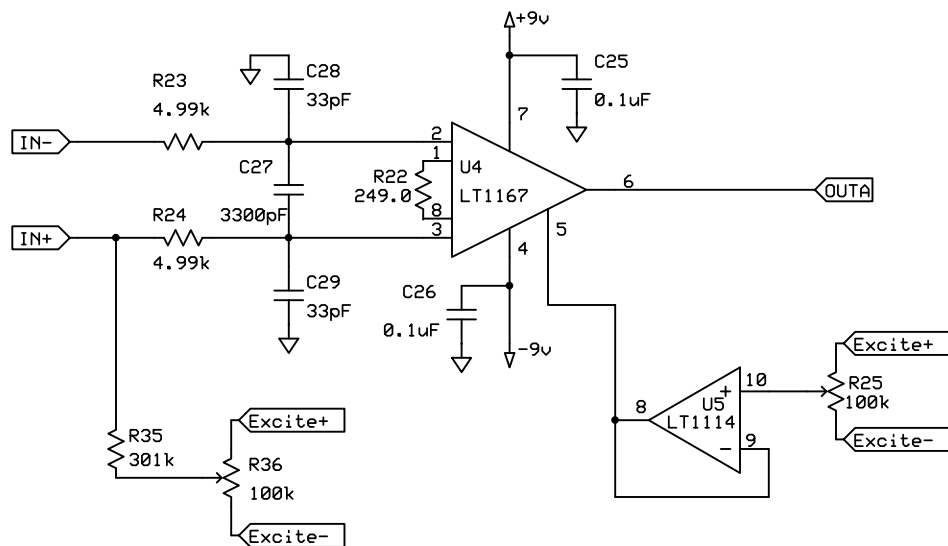 +9v
C28
33pF
C25
0.1uF
R23
4.99k
7
IN-
2
1
U4
C27
R22
249.0
LT1167
6
OUTA
3300pF
8
R24
3
5
IN+
4.99k
4
C29
33pF
C26
0.1uF
-9v
Excite+
10
R25
100k
+
U5
LT1114
8
9
-
Excite-
Excite+
R35
301k
R36
100k
Excite-